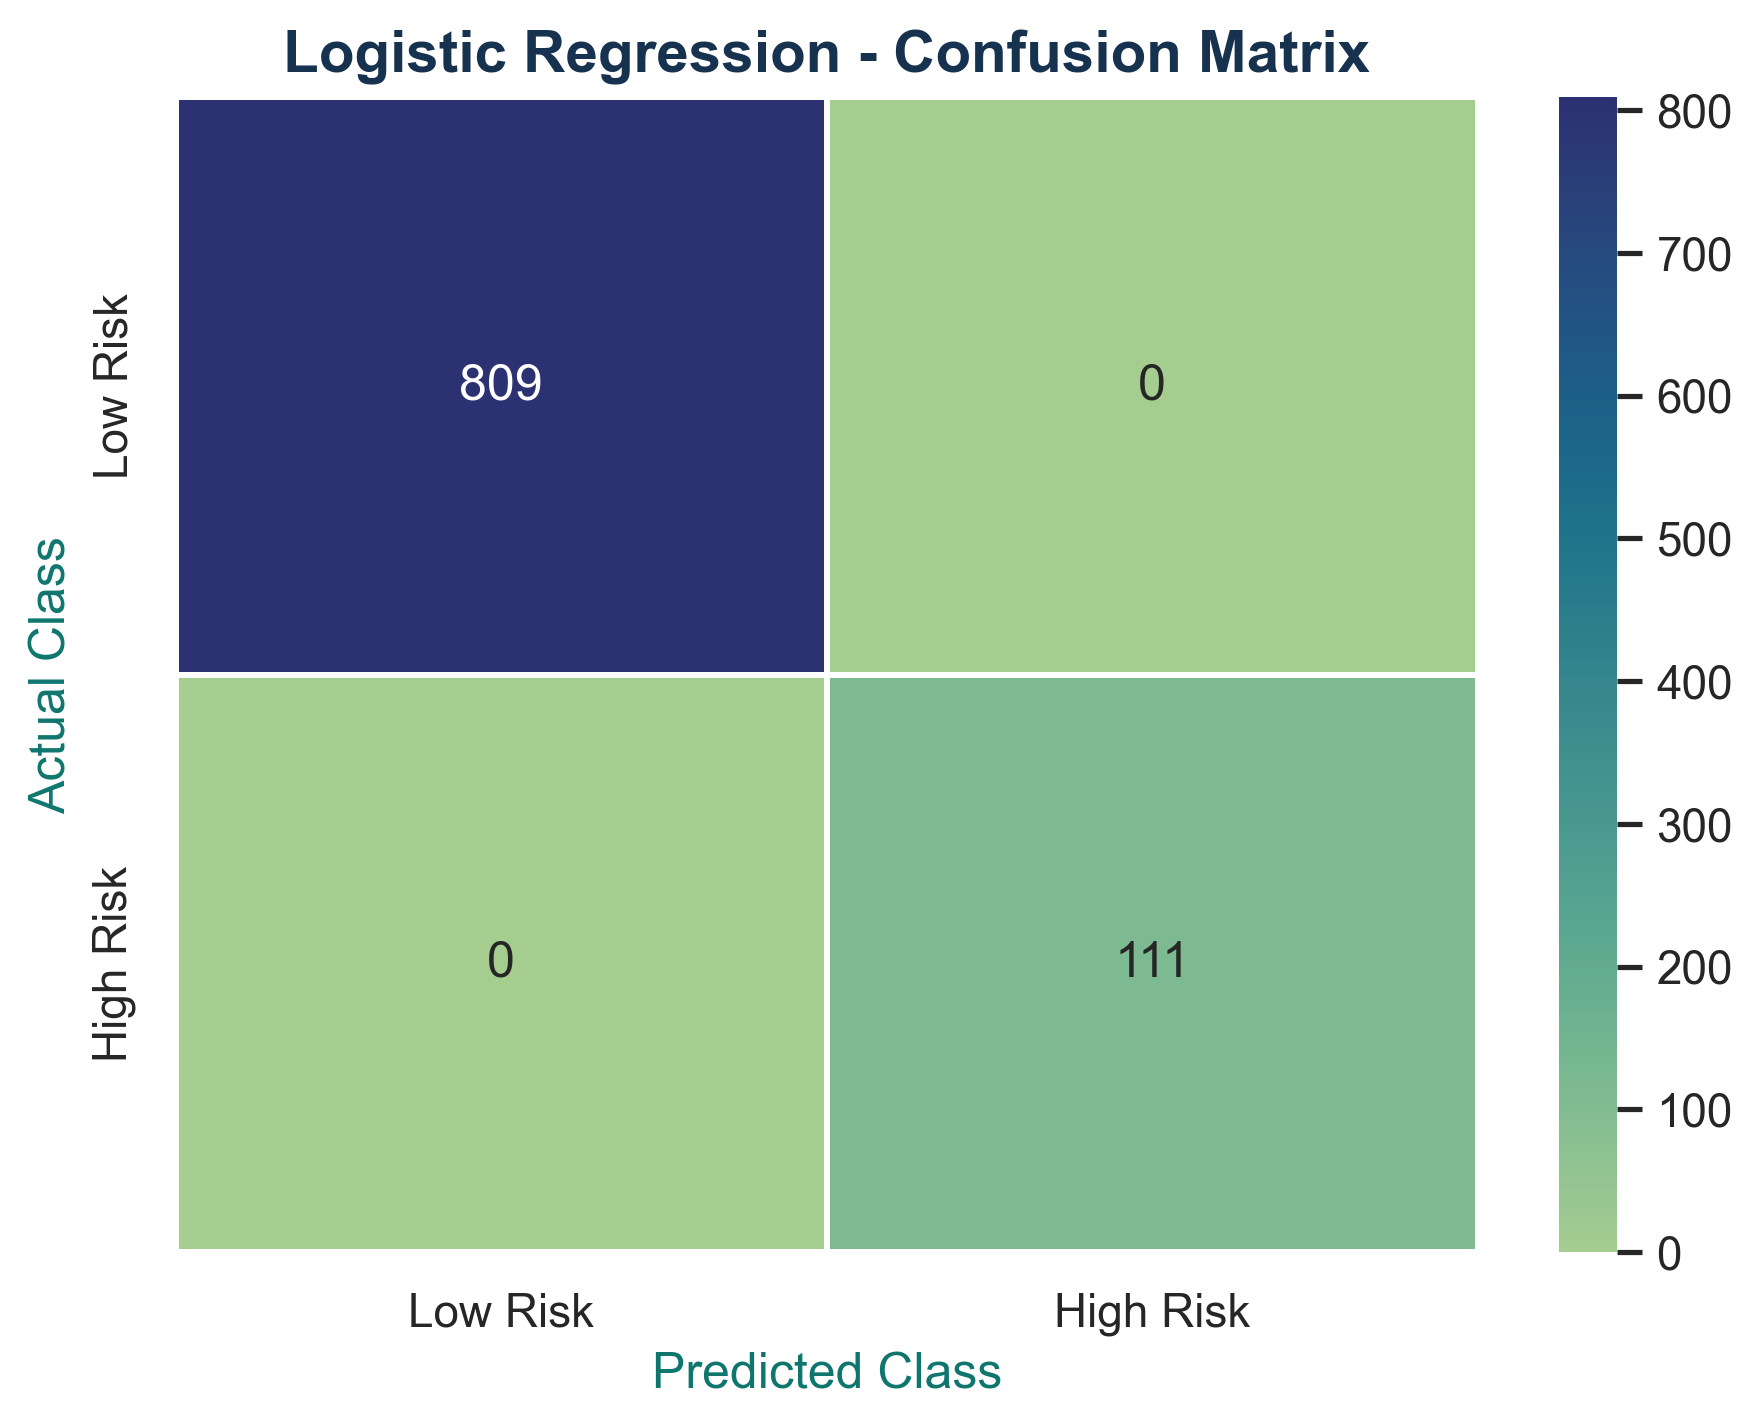 Logistic Regression - Confusion Matrix
Actual Class
Low Risk
High Risk
809
0
0
111
Low Risk
High Risk
Predicted Class
800
700
600
500
400
300
200
100
0